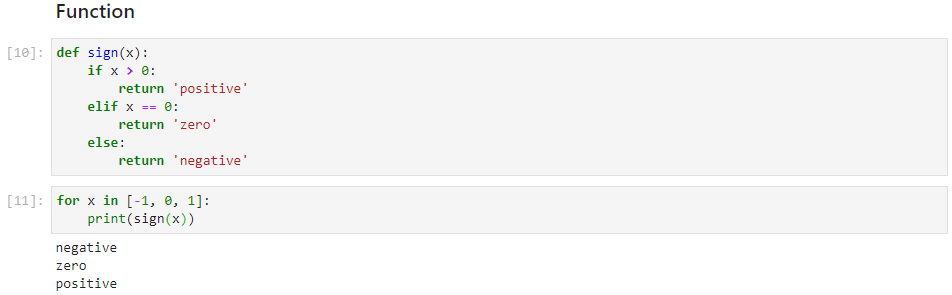 Function
[10]: def sign(x):
    if x > 0:
        return 'positive'
    elif x == 0:
        return 'zero'
    else:
        return 'negative'
[11]: for x in [-1, 0, 1]:
    print(sign(x))
negative
zero
positive